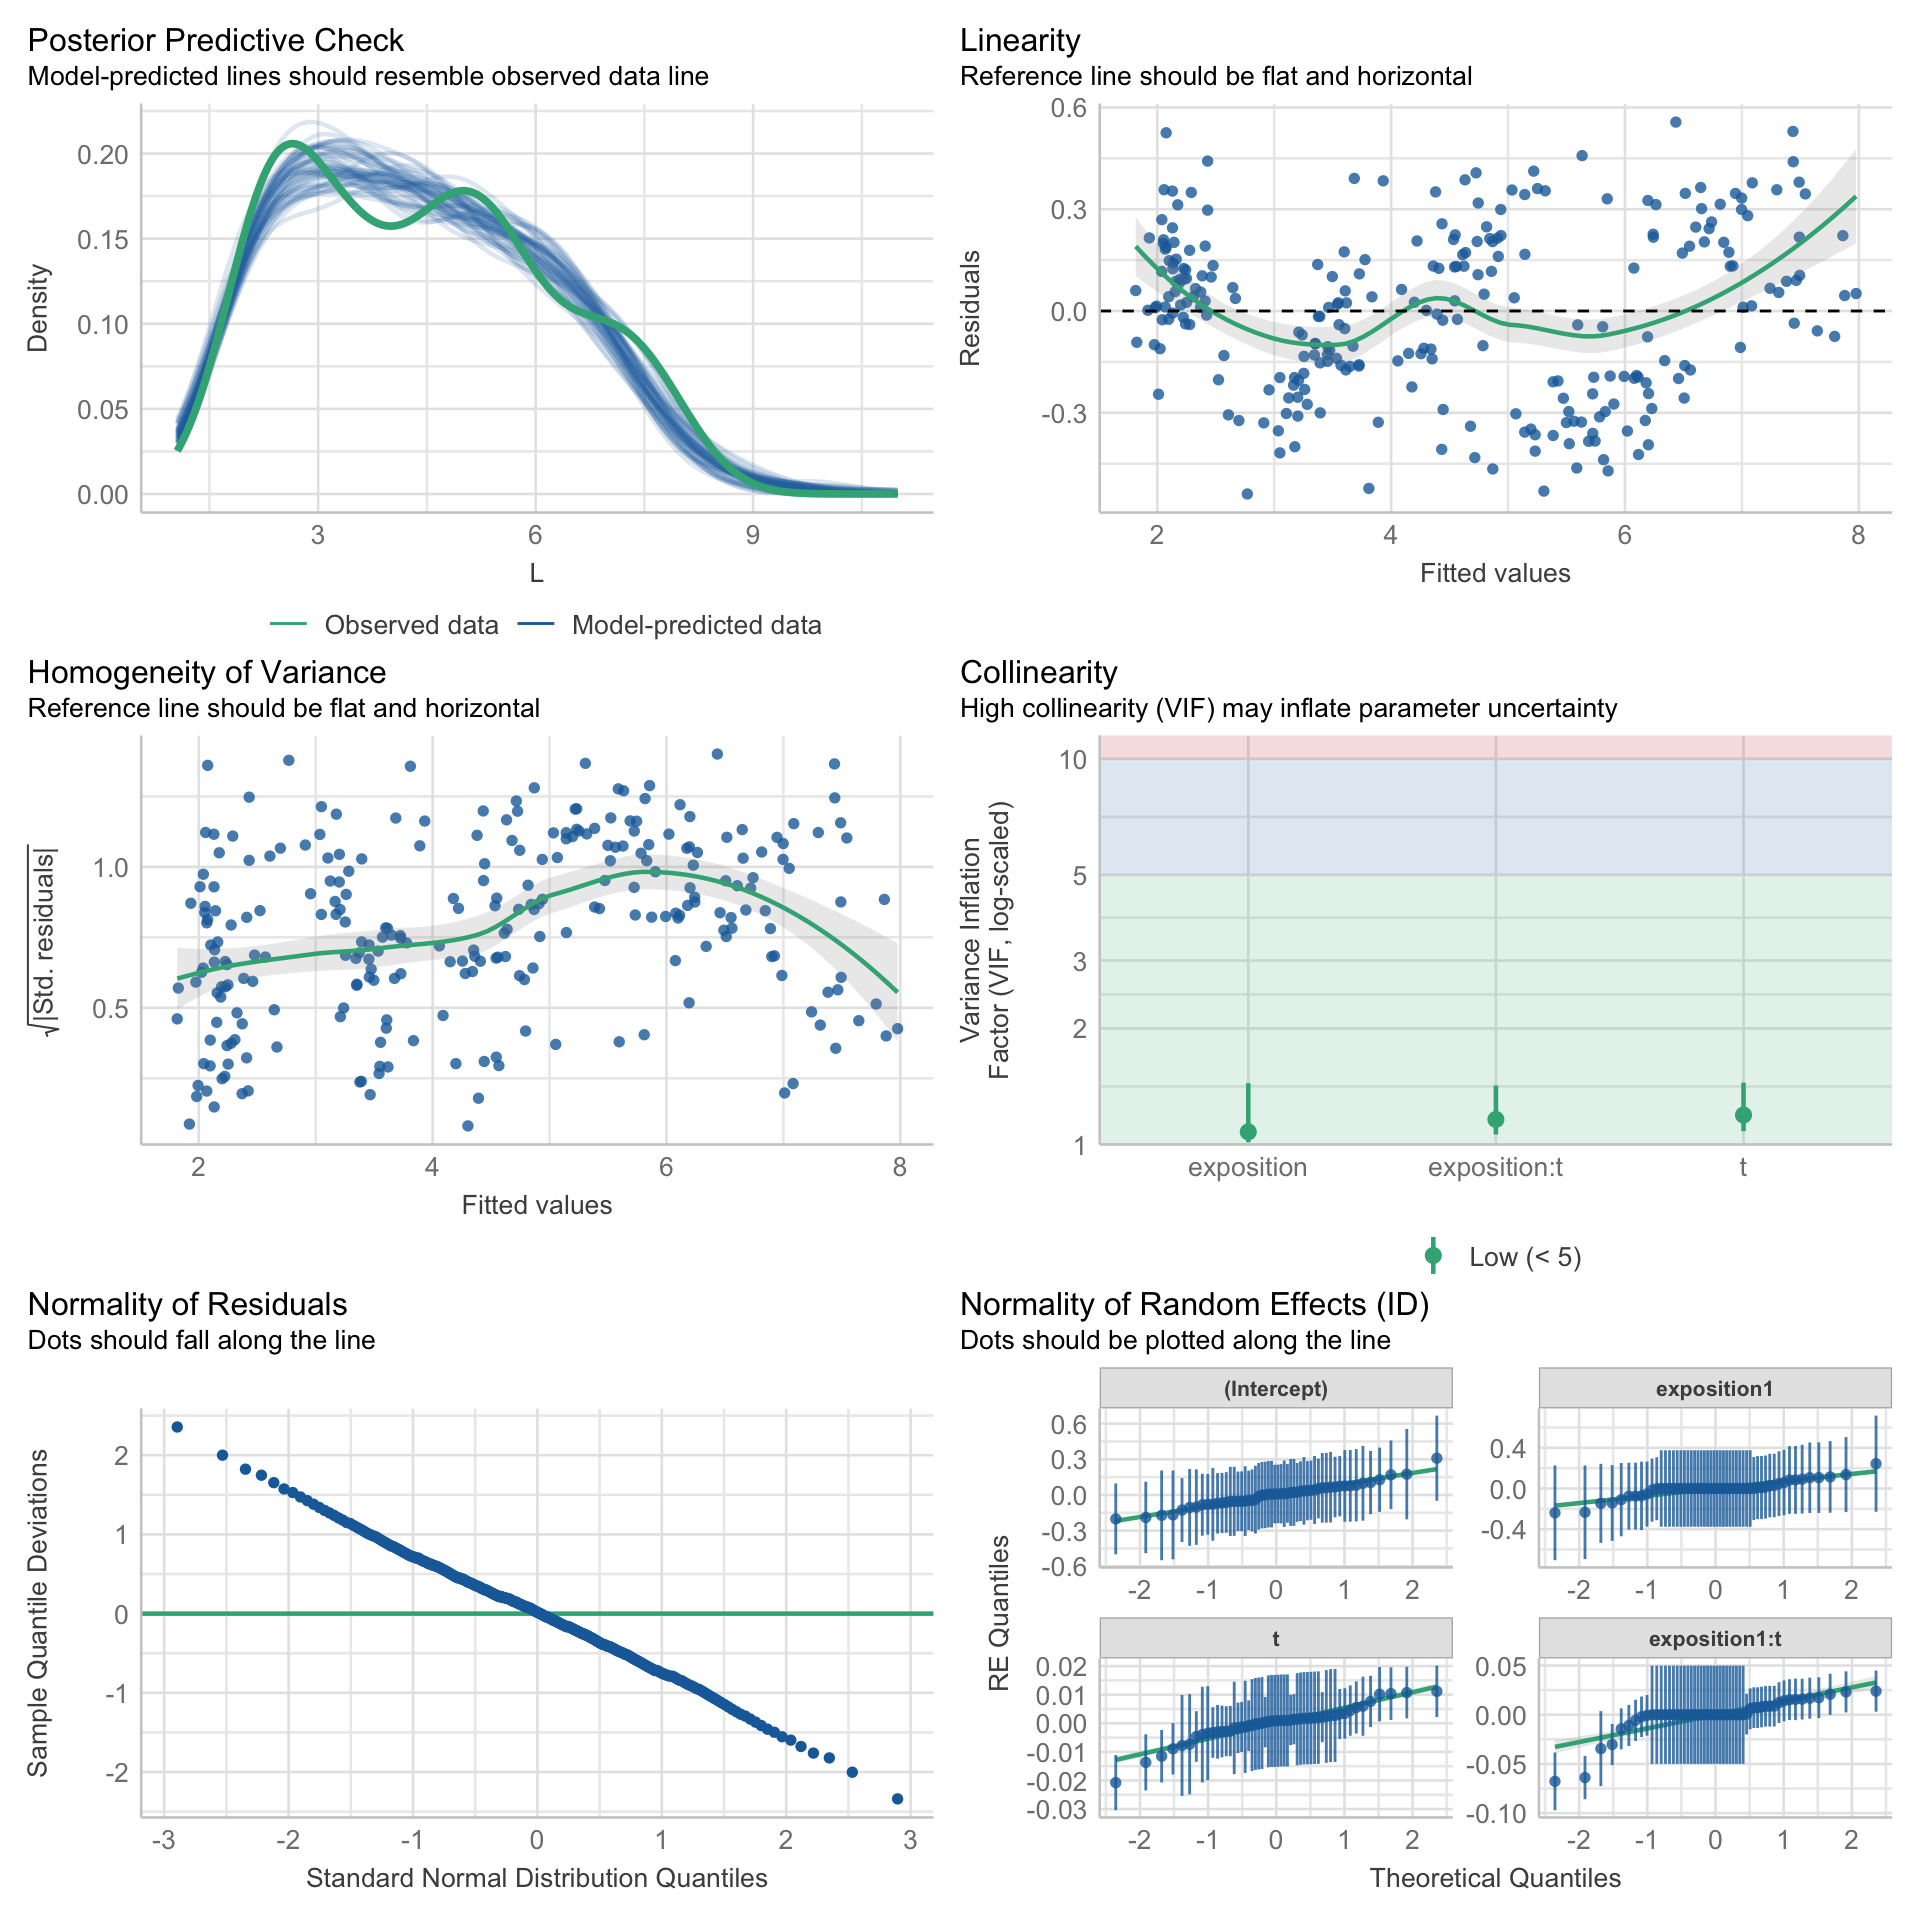 Posterior Predictive Check
Model-predicted lines should resemble observed data line
Density
0.20
0.15
0.10
0.05
0.00
3 6 9
L
Observed data Model-predicted data
Linearity
Reference line should be flat and horizontal
Residuals
0.6
0.3
0.0
-0.3
2 4 6 8
Fitted values
Homogeneity of Variance
Reference line should be flat and horizontal
√|Std. residuals|
1.0
0.5
2 4 6 8
Fitted values
Collinearity
High collinearity (VIF) may inflate parameter uncertainty
Variance Inflation
Factor (VIF, log-scaled)
10
5
3
2
1
exposition exposition:t t
Low (< 5)
Normality of Residuals
Dots should fall along the line
Sample Quantile Deviations
2
1
0
-1
-2
-3 -2 -1 0 1 2 3
Standard Normal Distribution Quantiles
Normality of Random Effects (ID)
Dots should be plotted along the line
RE Quantiles
(Intercept)
0.6
0.3
0.0
-0.3
-0.6
-2 -1 0 1 2
exposition1
0.4
0.0
-0.4
-2 -1 0 1 2
t
0.02
0.01
0.00
-0.01
-0.02
-0.03
-2 -1 0 1 2
exposition1:t
0.05
0.00
-0.05
-0.10
-2 -1 0 1 2
Theoretical Quantiles